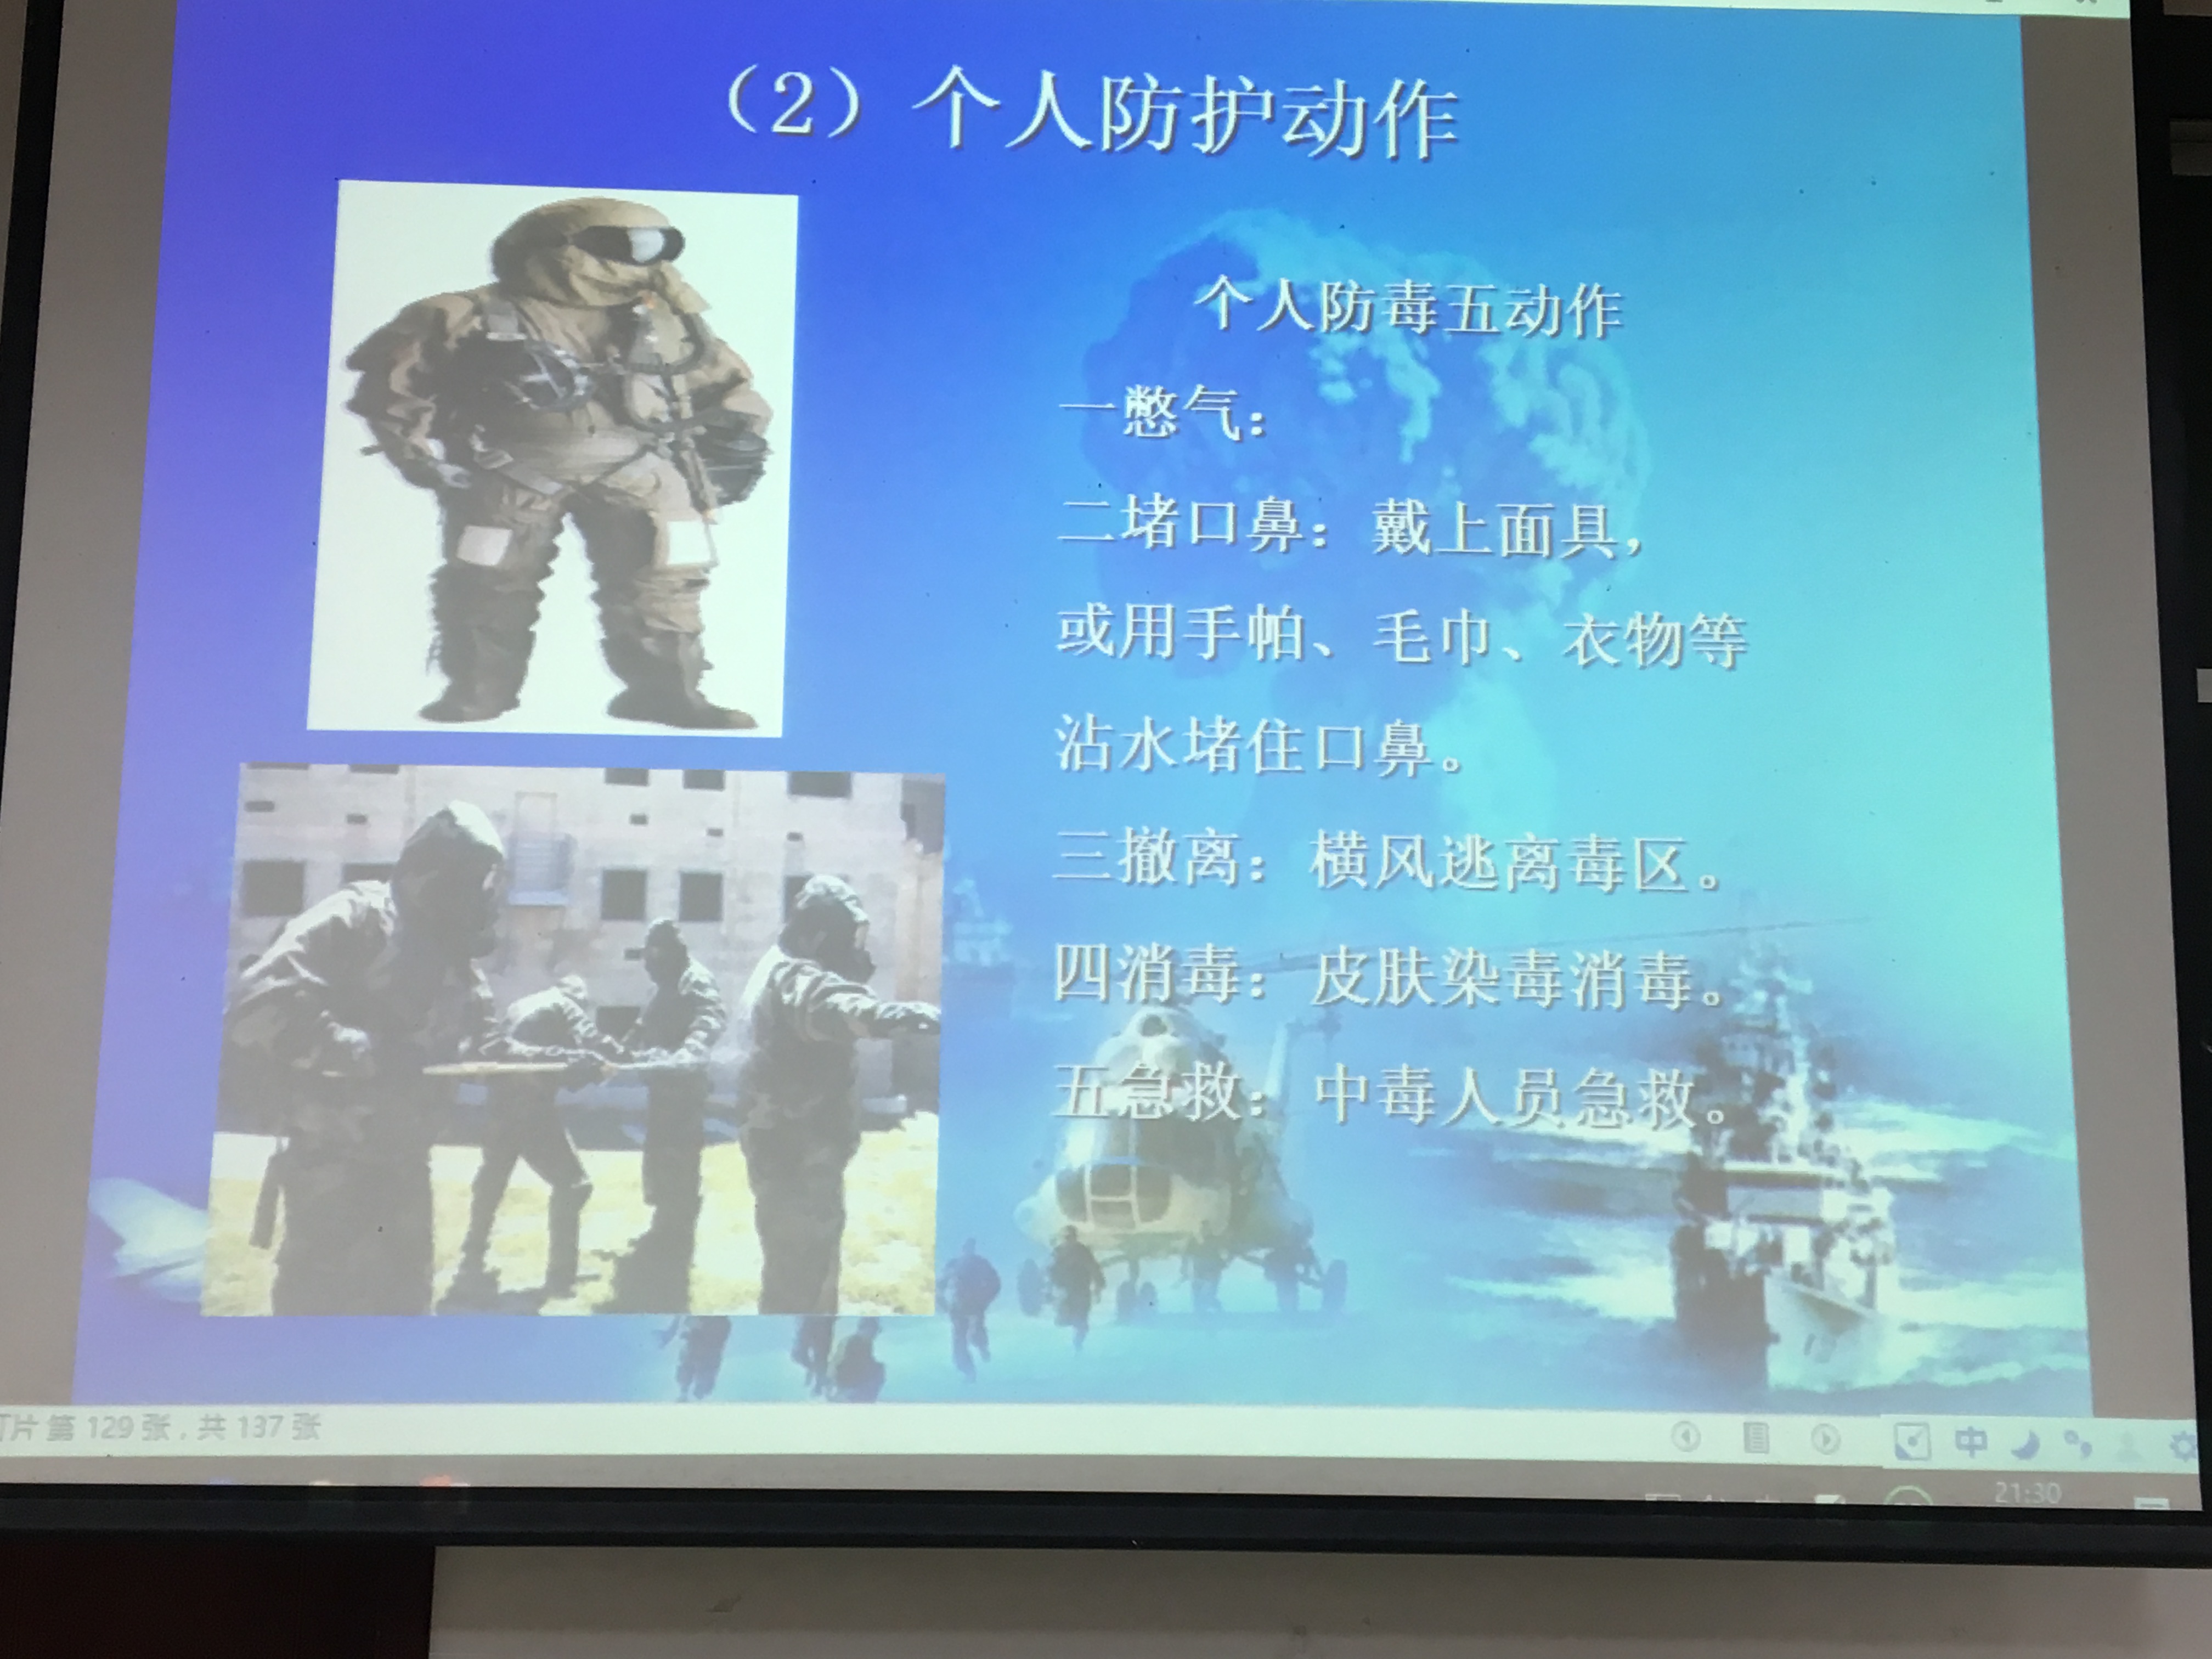 （2）个人防护动作
个人防毒五动作
一憋气：
二堵口鼻：戴上面具，
或用手帕、毛巾、衣物等
沾水堵住口鼻。
三撤离：横风逃离毒区。
四消毒：皮肤染毒消毒。
五急救：中毒人员急救。
片 第 129 张，共 137 张
中
21:30